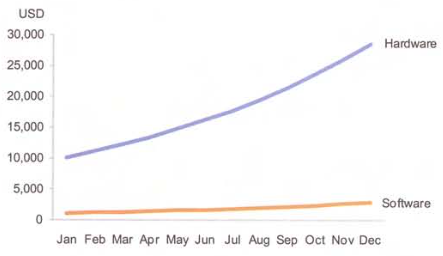 USD
30,000
Hardware
25,000
20,000
15,000
10,000
5,000
Software
0
Jan Feb Mar Apr May Jun Jul Aug Sep Oct Nov Dec